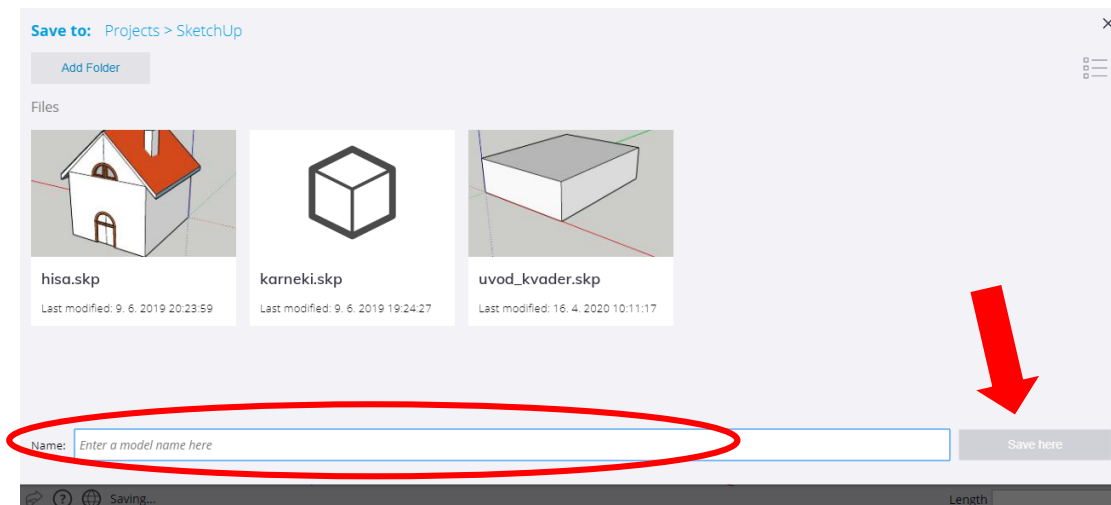 Save to: Projects > SketchUp
Add Folder
Files
hisa.skp
Last modified: 9. 6. 2019 20:23:59
karneki.skp
Last modified: 9. 6. 2019 19:24:27
uvod_kvader.skp
Last modified: 16. 4. 2020 10:11:17
Name: Enter a model name here
Save here
Saving...
Length